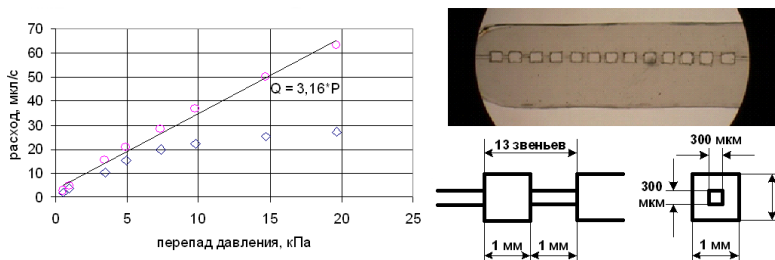 расход, мкл/с
70
60
50
40
30
20
10
0
Q = 3,16*P
0 5 10 15 20 25
перепад давления, кПа
13 звеньев
1 мм 1 мм
300 мкм
300
мкм
1 мм